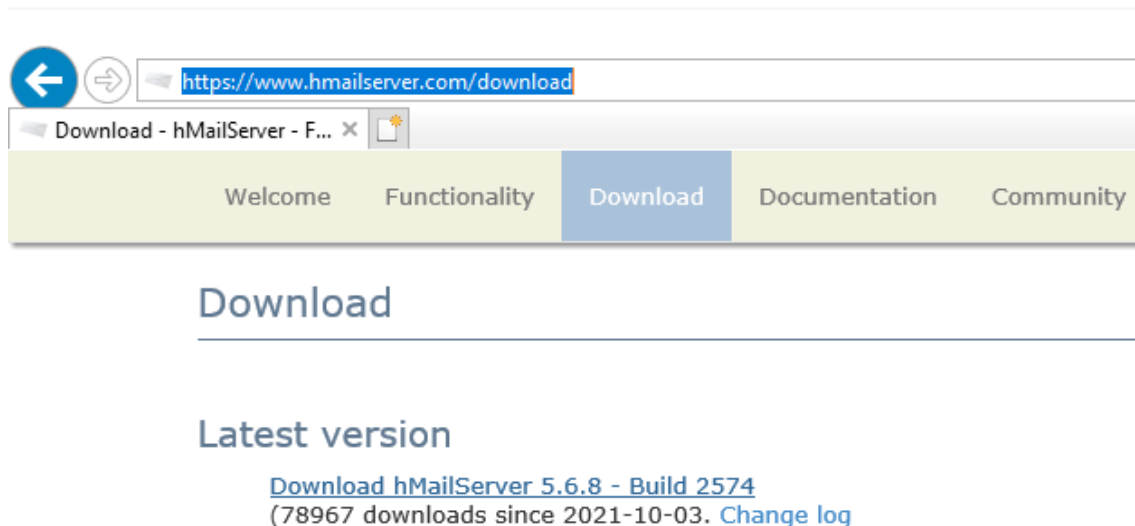 https://www.hmailserver.com/download
Download - hMailServer - F...
Welcome Functionality Download Documentation Community
Download
Latest version
Download hMailServer 5.6.8 - Build 2574
(78967 downloads since 2021-10-03. Change log